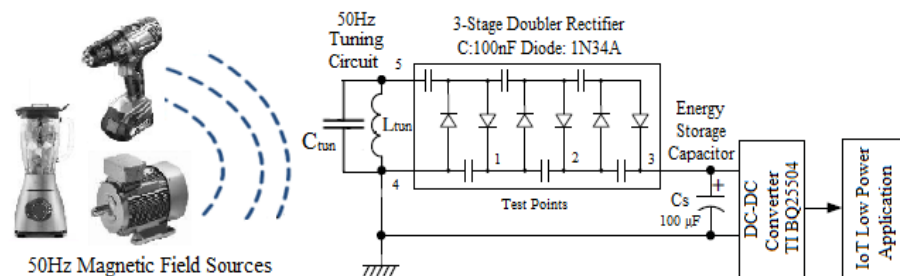 50Hz
Tuning
Circuit
3-Stage Doubler Rectifier
C:100nF Diode: 1N34A
5
Ctun
Ltun
4
1
2
3
Test Points
Energy
Storage
Capacitor
+
Cs
100 µF
DC-DC
Converter
TI BQ25504
IoT Low Power
Application
50Hz Magnetic Field Sources